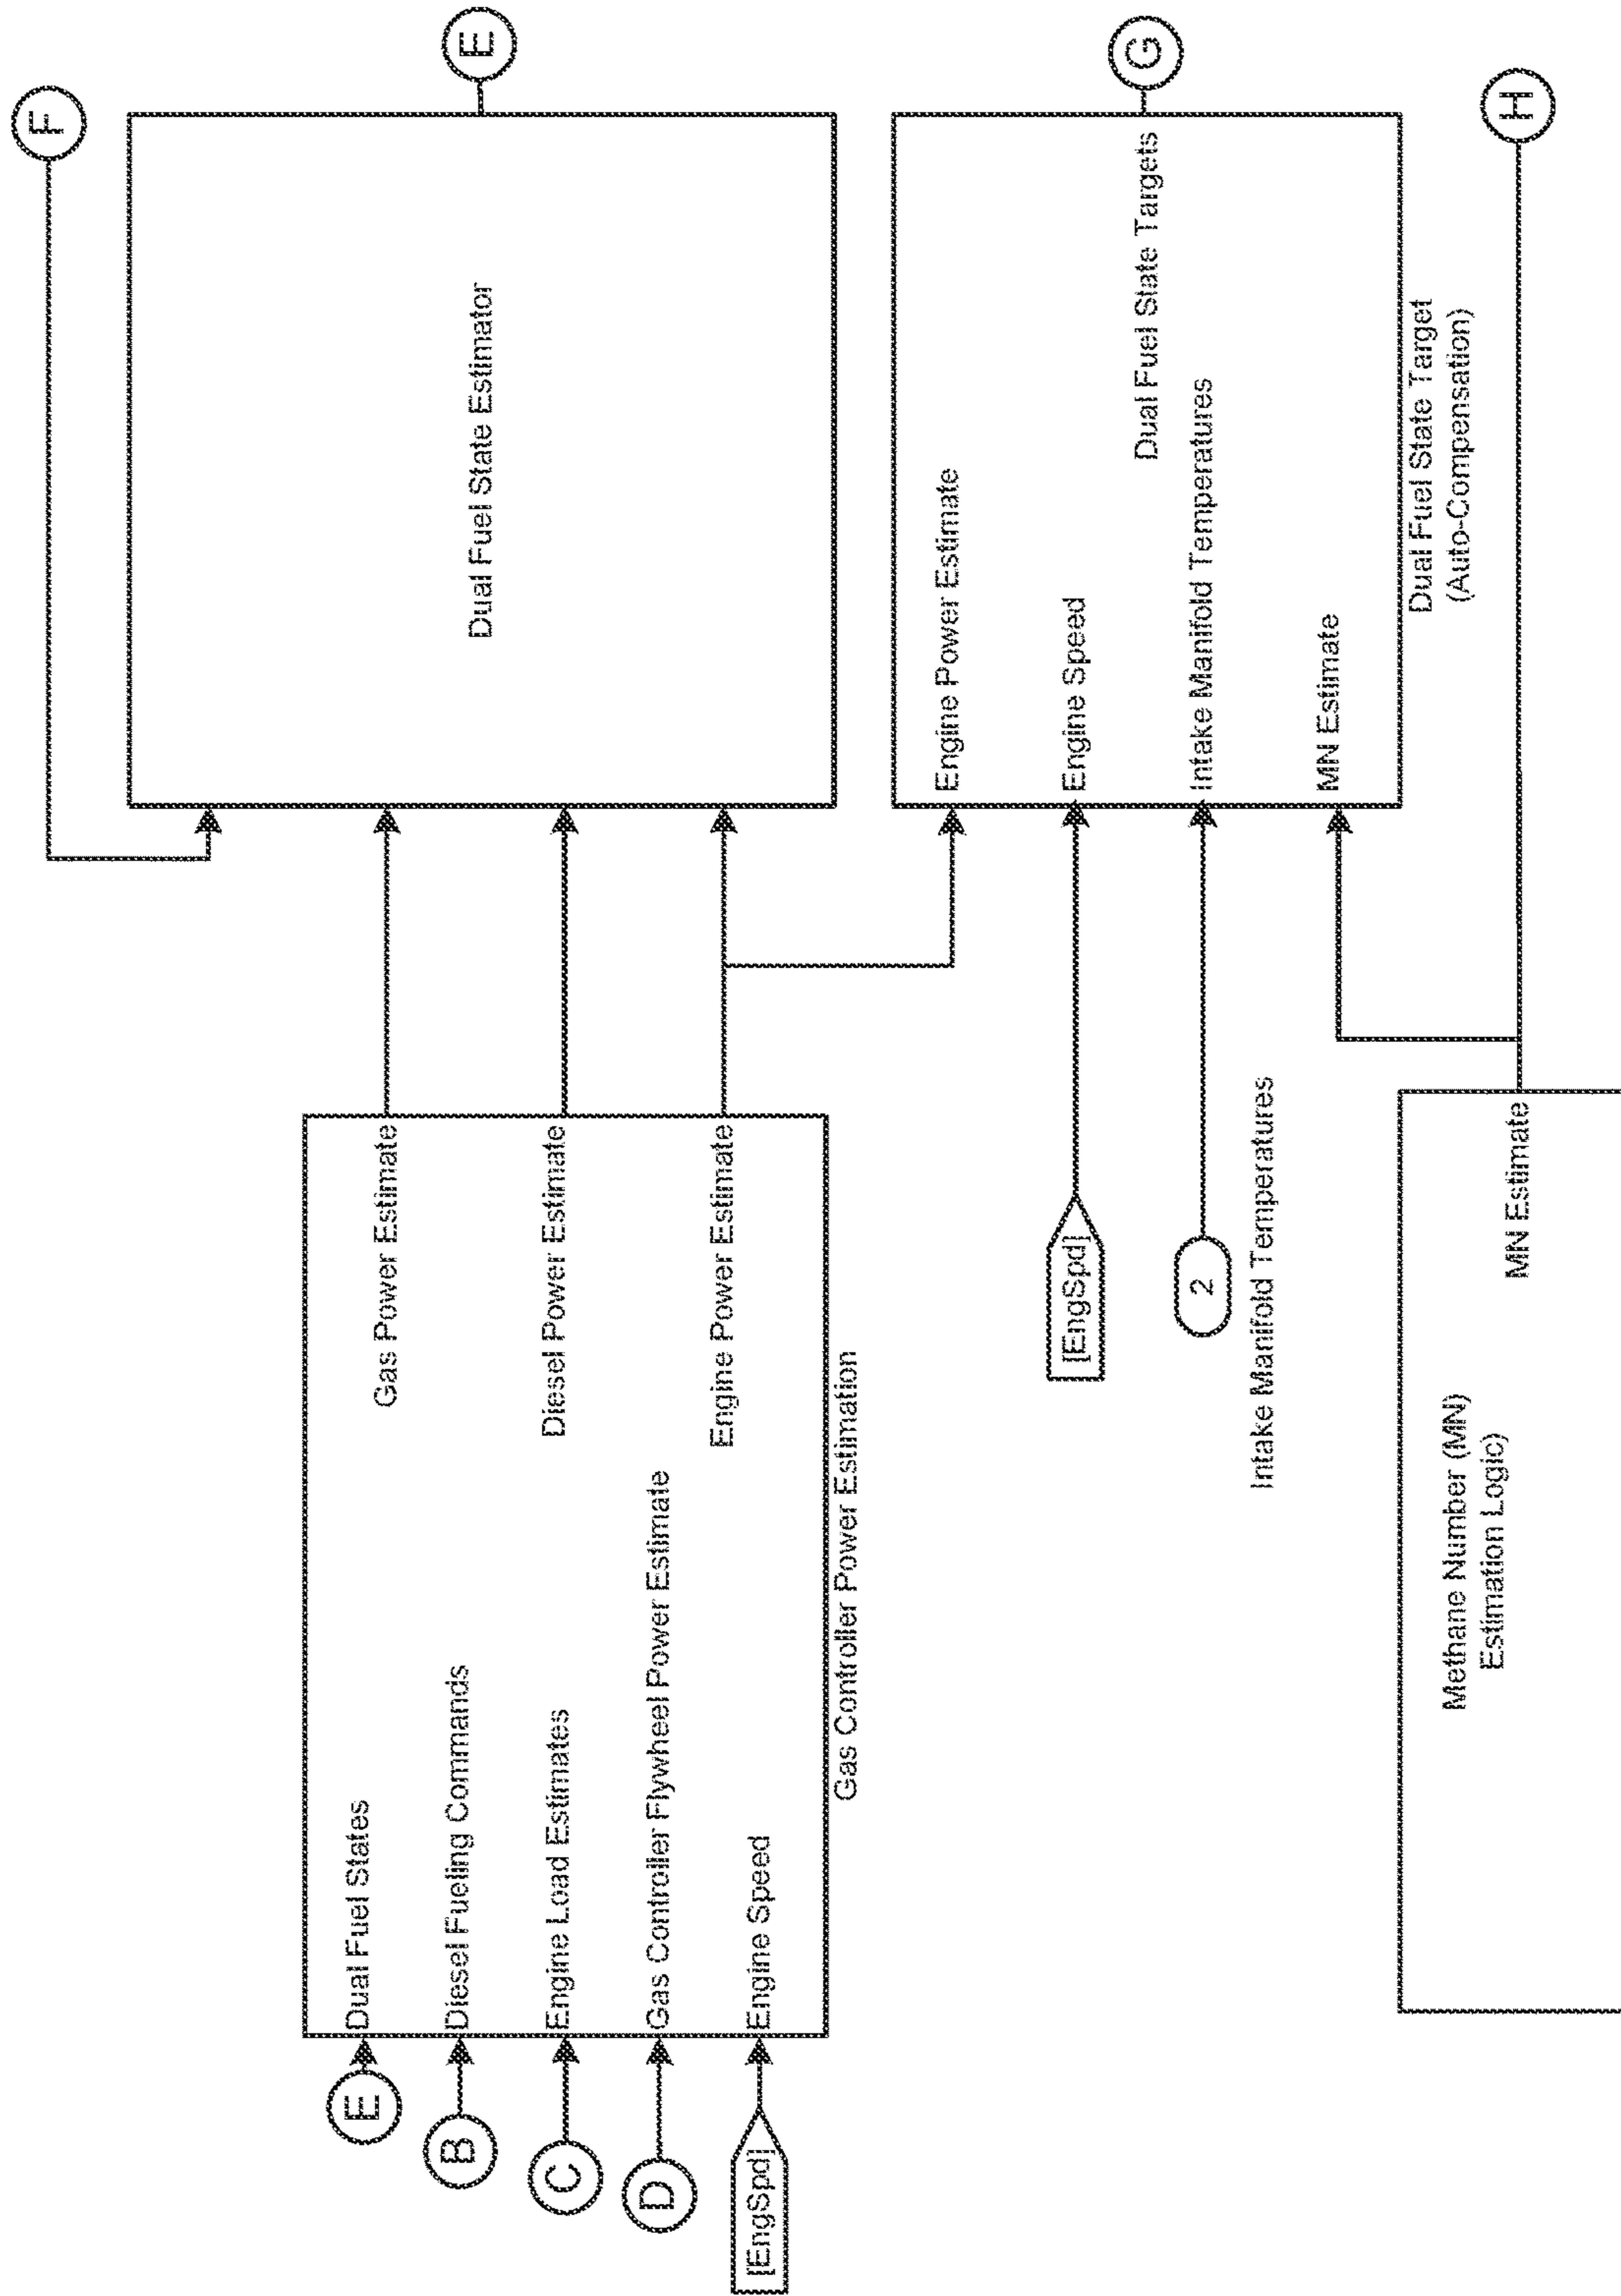 F
E
Dual Fuel State Estimator
E
Dual Fuel States
B
Diesel Fueling Commands
C
Engine Load Estimates
D
Gas Controller Flywheel Power Estimate
[EngSpd]
Engine Speed
Gas Power Estimate
Diesel Power Estimate
Engine Power Estimate
Gas Controller Power Estimation
Engine Power Estimate
[EngSpd]
Engine Speed
Dual Fuel State Targets
G
2
Intake Manifold Temperatures
Intake Manifold Temperatures
MN Estimate
Dual Fuel State Target
(Auto-Compensation)
Methane Number (MN)
Estimation Logic)
MN Estimate
H